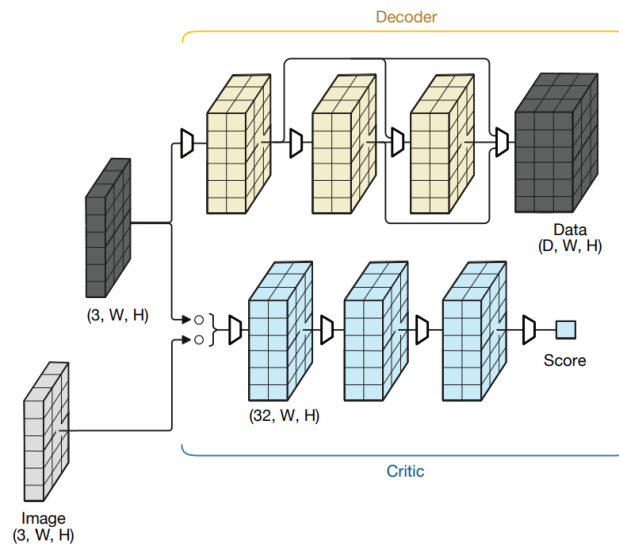 Decoder
Data
(D, W, H)
(3, W, H)
Score
(32, W, H)
Critic
Image
(3, W, H)